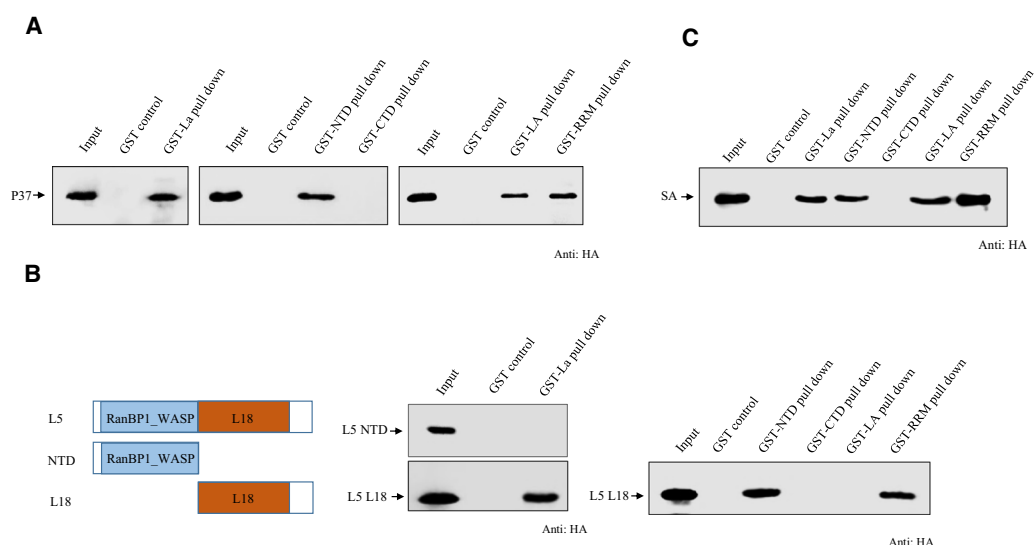 A
Input
GST control
GST-La pull down
Input
GST control
GST-NTD pull down
GST-CTD pull down
Input
GST control
GST-LA pull down
GST-RRM pull down
P37
Anti: HA
C
Input
GST control
GST-La pull down
GST-NTD pull down
GST-CTD pull down
GST-LA pull down
GST-RRM pull down
SA
Anti: HA
B
L5
RanBP1_WASP
L18
NTD
RanBP1_WASP
L18
L18
Input
GST control
GST-La pull down
L5 NTD
L5 L18
Anti: HA
Input
GST control
GST-NTD pull down
GST-CTD pull down
GST-LA pull down
GST-RRM pull down
L5 L18
Anti: HA